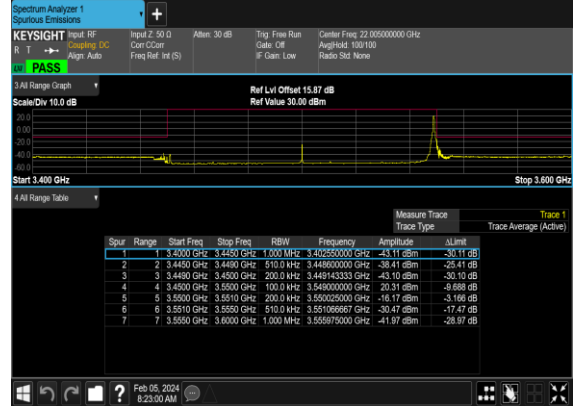 Spectrum Analyzer 1
Spurious Emissions
KEYSIGHT Input: RF Input Z: 50 Ω Atten: 30 dB Trig: Free Run Center Freq: 22.005000000 GHz
R T Coupling: DC Corr CCorr Gate: Off Avg|Hold: 100/100
Align: Auto Freq Ref: Int (S) IF Gain: Low Radio Std: None
LU PASS
3 All Range Graph
Ref Lvl Offset 15.87 dB
Scale/Div 10.0 dB Ref Value 30.00 dBm
20.0
0.00
-20.0
-40.0
-60.0
Start 3.400 GHz Stop 3.600 GHz
4 All Range Table
Measure Trace Trace 1
Trace Type Trace Average (Active)
Spur Range Start Freq Stop Freq RBW Frequency Amplitude ΔLimit
1 1 3.4000 GHz 3.4450 GHz 1.000 MHz 3.402550000 GHz -43.11 dBm -30.11 dB
2 2 3.4450 GHz 3.4490 GHz 510.0 kHz 3.448600000 GHz -38.41 dBm -25.41 dB
3 3 3.4490 GHz 3.4500 GHz 200.0 kHz 3.449143333 GHz -43.10 dBm -30.10 dB
4 4 3.4500 GHz 3.5500 GHz 100.0 kHz 3.549000000 GHz 20.31 dBm -9.688 dB
5 5 3.5500 GHz 3.5510 GHz 200.0 kHz 3.550025000 GHz -16.17 dBm -3.166 dB
6 6 3.5510 GHz 3.5550 GHz 510.0 kHz 3.551066667 GHz -30.47 dBm -17.47 dB
7 7 3.5550 GHz 3.6000 GHz 1.000 MHz 3.555975000 GHz -41.97 dBm -28.97 dB
? Feb 05, 2024
8:23:00 AM